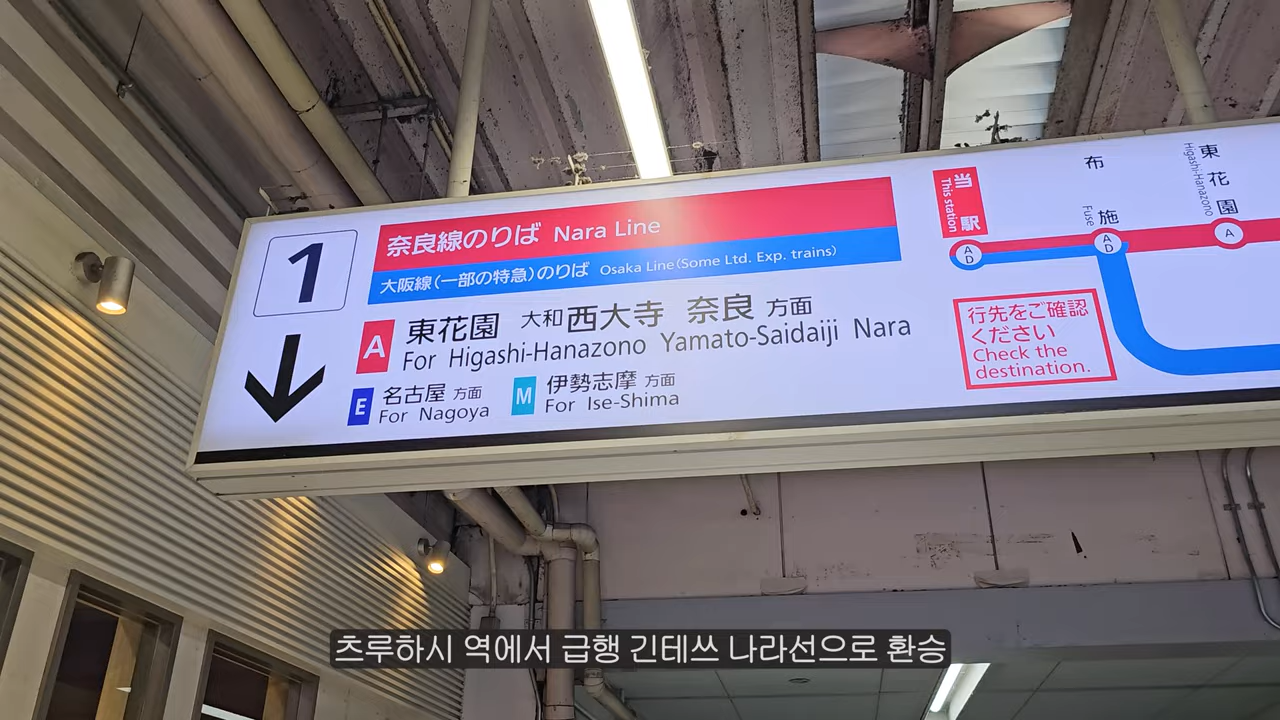 1
奈良線のりば Nara Line
大阪線(一部の特急)のりば Osaka Line(Some Ltd. Exp. trains)
A 東花園 大和西大寺 奈良 方面
For Higashi-Hanazono Yamato-Saidaiji Nara
E 名古屋 方面
For Nagoya
M 伊勢志摩 方面
For Ise-Shima
当駅
This station
A D
布施
Fuse
A D
東花園
Higashi-Hanazono
A
行先をご確認
ください
Check the
destination.
츠루하시 역에서 급행 긴테쓰 나라선으로 환승